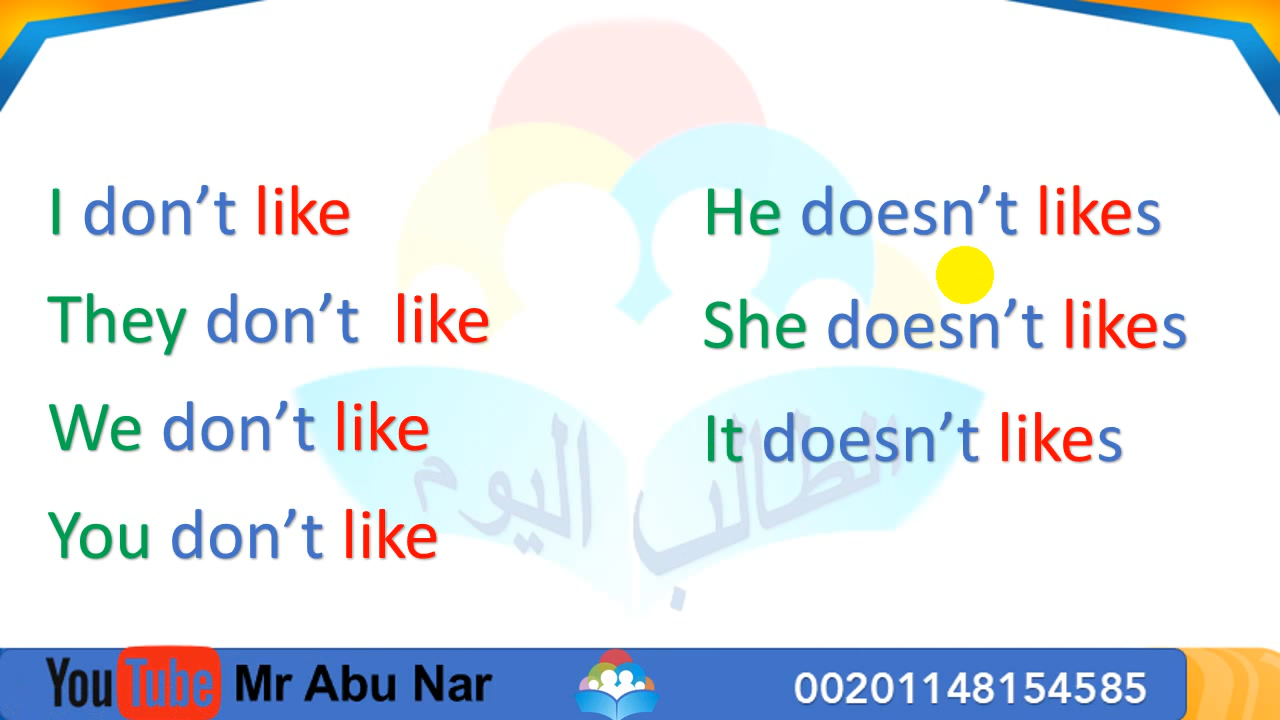 I don’t like
They don’t like
We don’t like
You don’t like
He doesn’t likes
She doesn’t likes
It doesn’t likes
الطالب اليوم
YouTube Mr Abu Nar
00201148154585